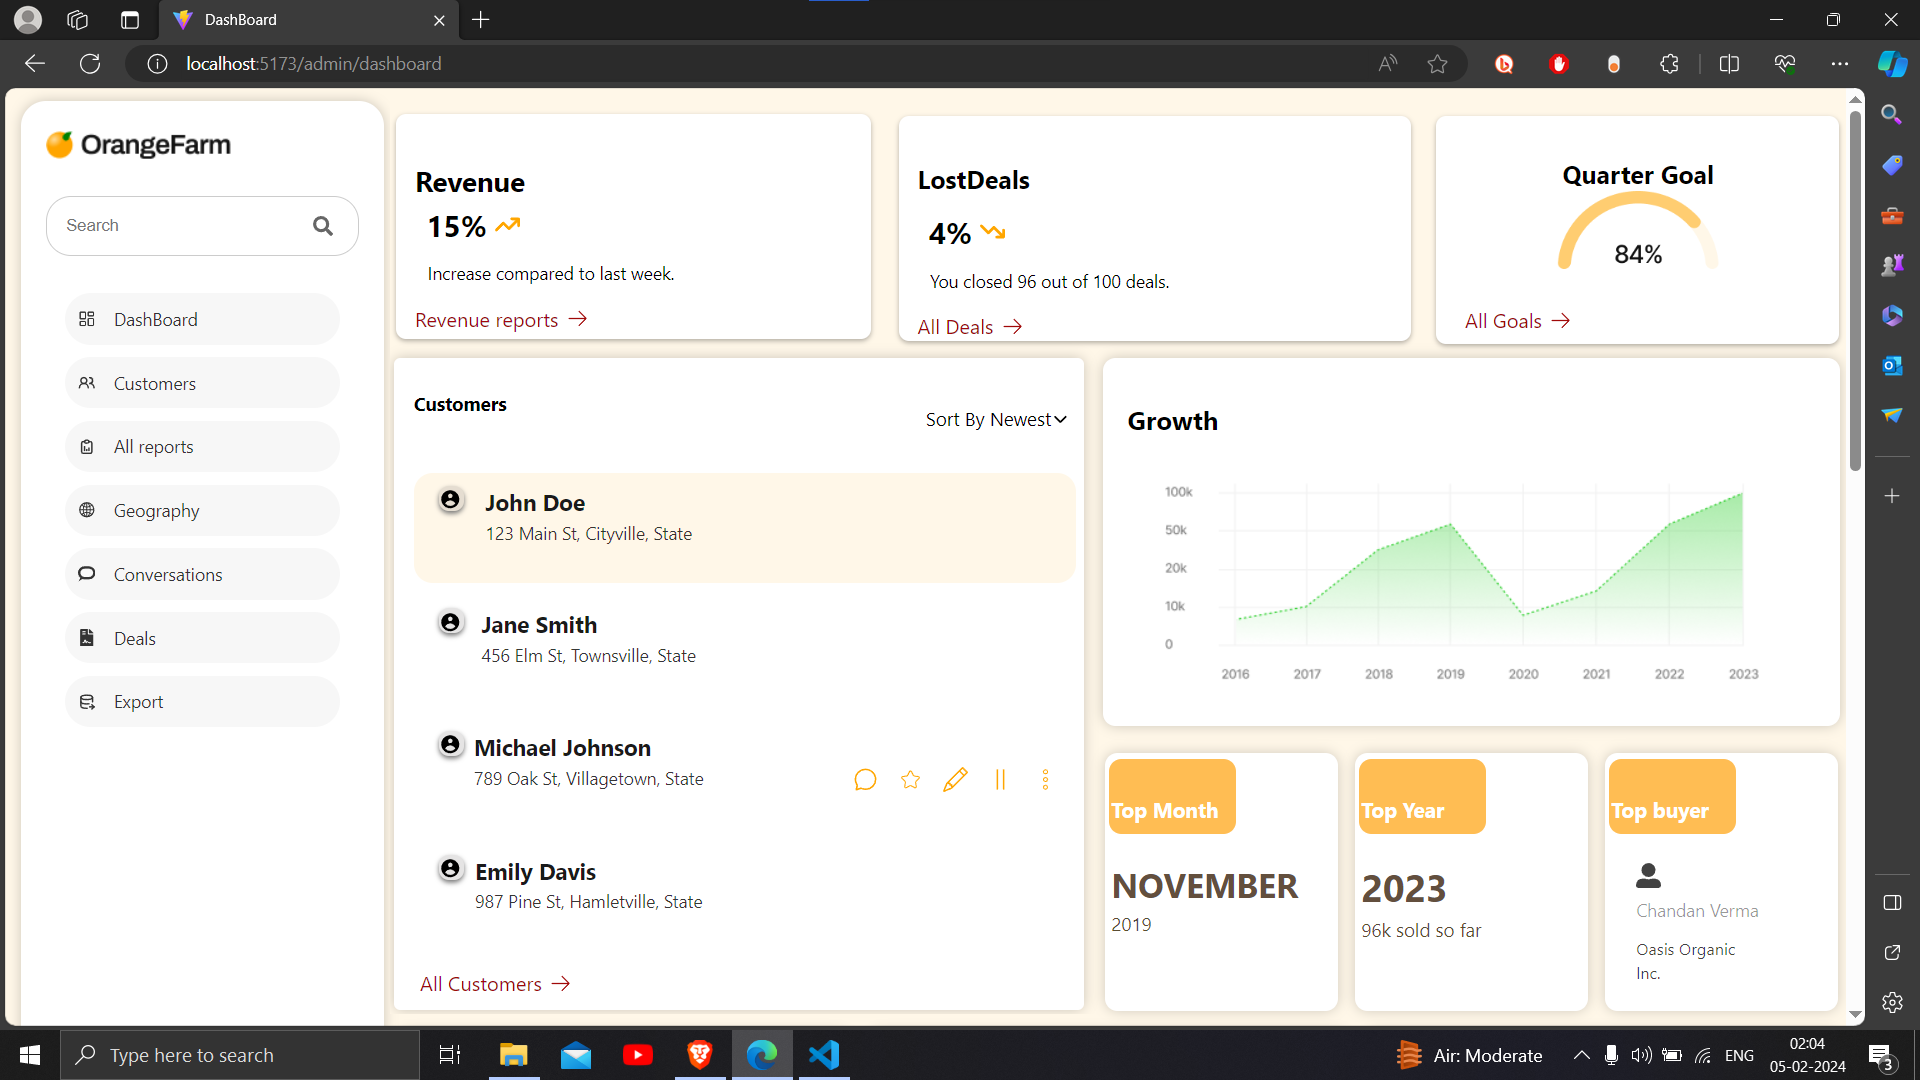 DashBoard
localhost:5173/admin/dashboard
OrangeFarm
Search
DashBoard
Customers
All reports
Geography
Conversations
Deals
Export
Revenue
15%
Increase compared to last week.
Revenue reports
LostDeals
4%
You closed 96 out of 100 deals.
All Deals
Quarter Goal
84%
All Goals
Customers
Sort By Newest
John Doe
123 Main St, Cityville, State
Jane Smith
456 Elm St, Townsville, State
Michael Johnson
789 Oak St, Villagetown, State
Emily Davis
987 Pine St, Hamletville, State
All Customers
Growth
100k
50k
20k
10k
0
2016 2017 2018 2019 2020 2021 2022 2023
Top Month
NOVEMBER
2019
Top Year
2023
96k sold so far
Top buyer
Chandan Verma
Oasis Organic
Inc.
Type here to search
Air: Moderate
ENG
02:04
05-02-2024
3